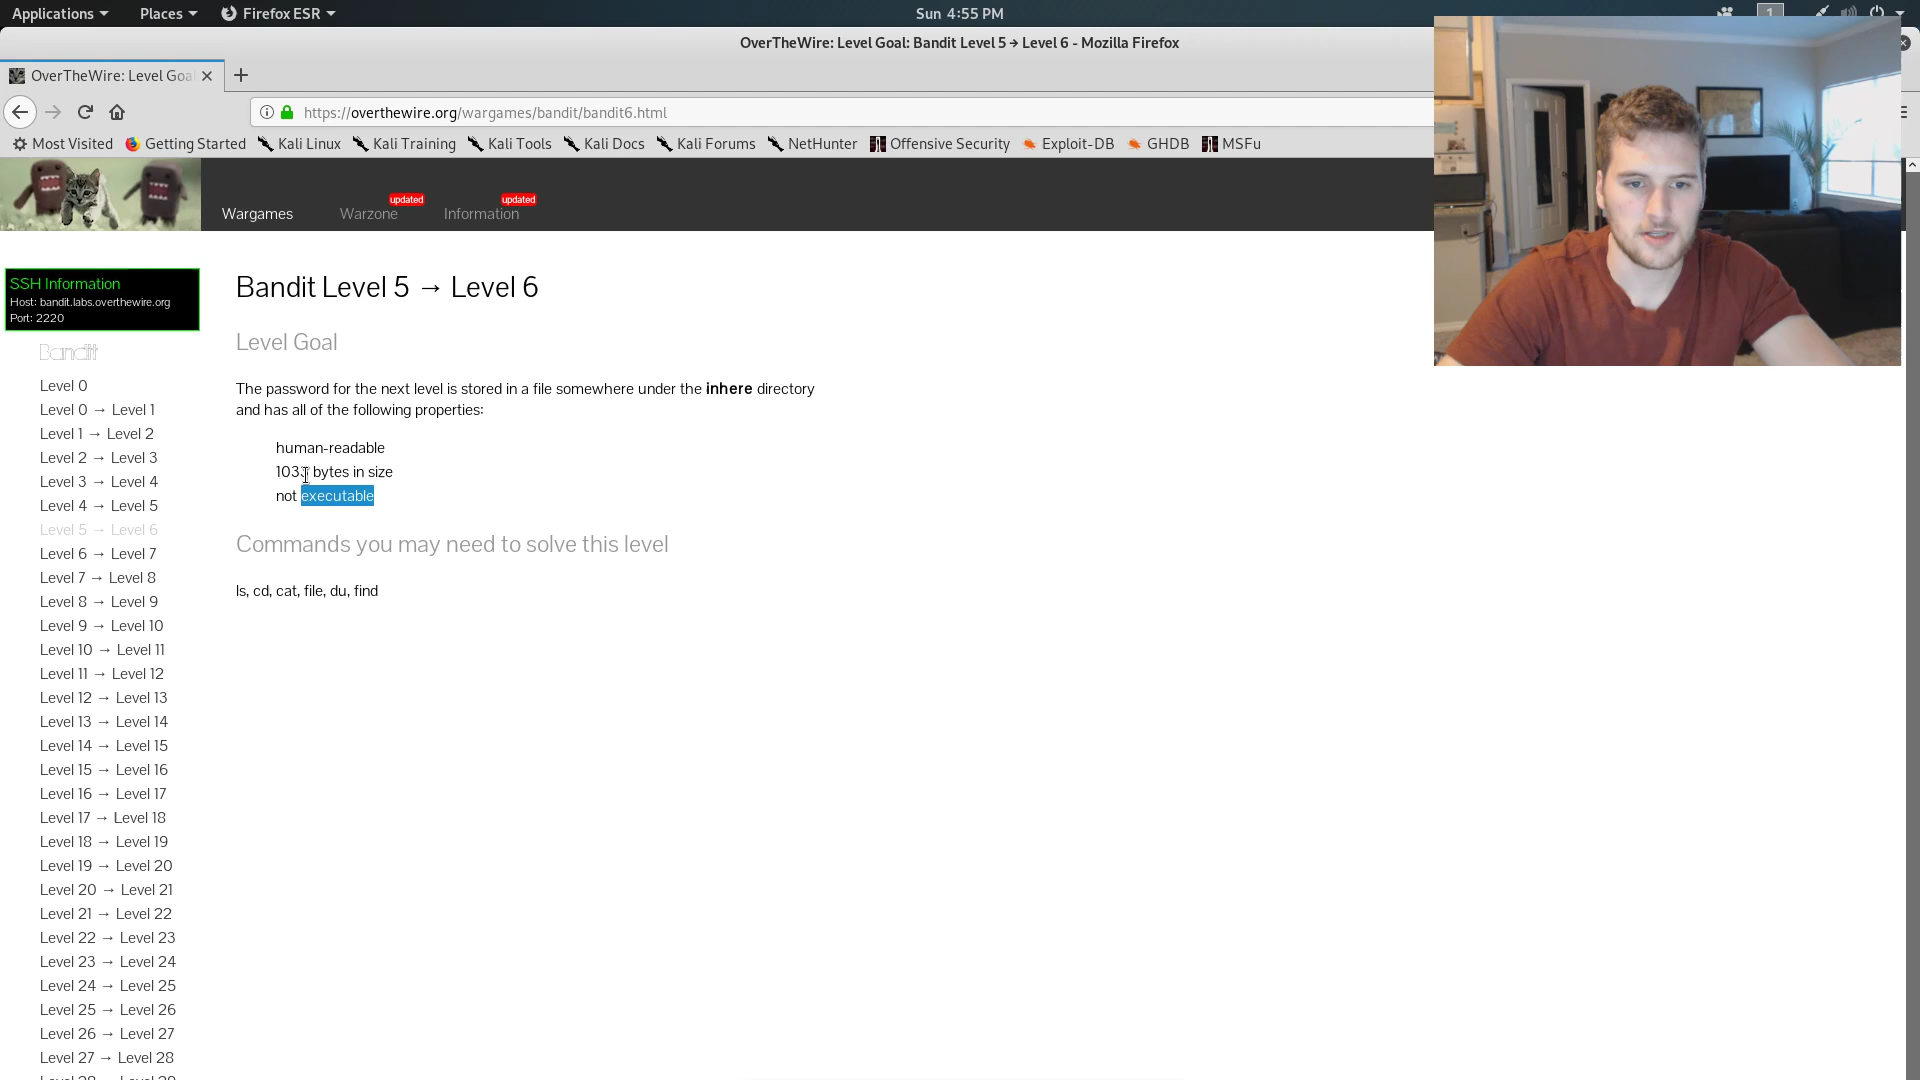 Applications Places Firefox ESR Sun 4:55 PM 1
OverTheWire: Level Goal: Bandit Level 5 → Level 6 - Mozilla Firefox
OverTheWire: Level Goa
https://overthewire.org/wargames/bandit/bandit6.html
Most Visited Getting Started Kali Linux Kali Training Kali Tools Kali Docs Kali Forums NetHunter Offensive Security Exploit-DB GHDB MSFu
updated updated
Wargames Warzone Information
SSH Information
Host: bandit.labs.overthewire.org
Port: 2220
Bandit
Level 0
Level 0 → Level 1
Level 1 → Level 2
Level 2 → Level 3
Level 3 → Level 4
Level 4 → Level 5
Level 5 → Level 6
Level 6 → Level 7
Level 7 → Level 8
Level 8 → Level 9
Level 9 → Level 10
Level 10 → Level 11
Level 11 → Level 12
Level 12 → Level 13
Level 13 → Level 14
Level 14 → Level 15
Level 15 → Level 16
Level 16 → Level 17
Level 17 → Level 18
Level 18 → Level 19
Level 19 → Level 20
Level 20 → Level 21
Level 21 → Level 22
Level 22 → Level 23
Level 23 → Level 24
Level 24 → Level 25
Level 25 → Level 26
Level 26 → Level 27
Level 27 → Level 28
Bandit Level 5 → Level 6
Level Goal
The password for the next level is stored in a file somewhere under the inhere directory
and has all of the following properties:
human-readable
bytes in size
not executable
Commands you may need to solve this level
ls, cd, cat, file, du, find